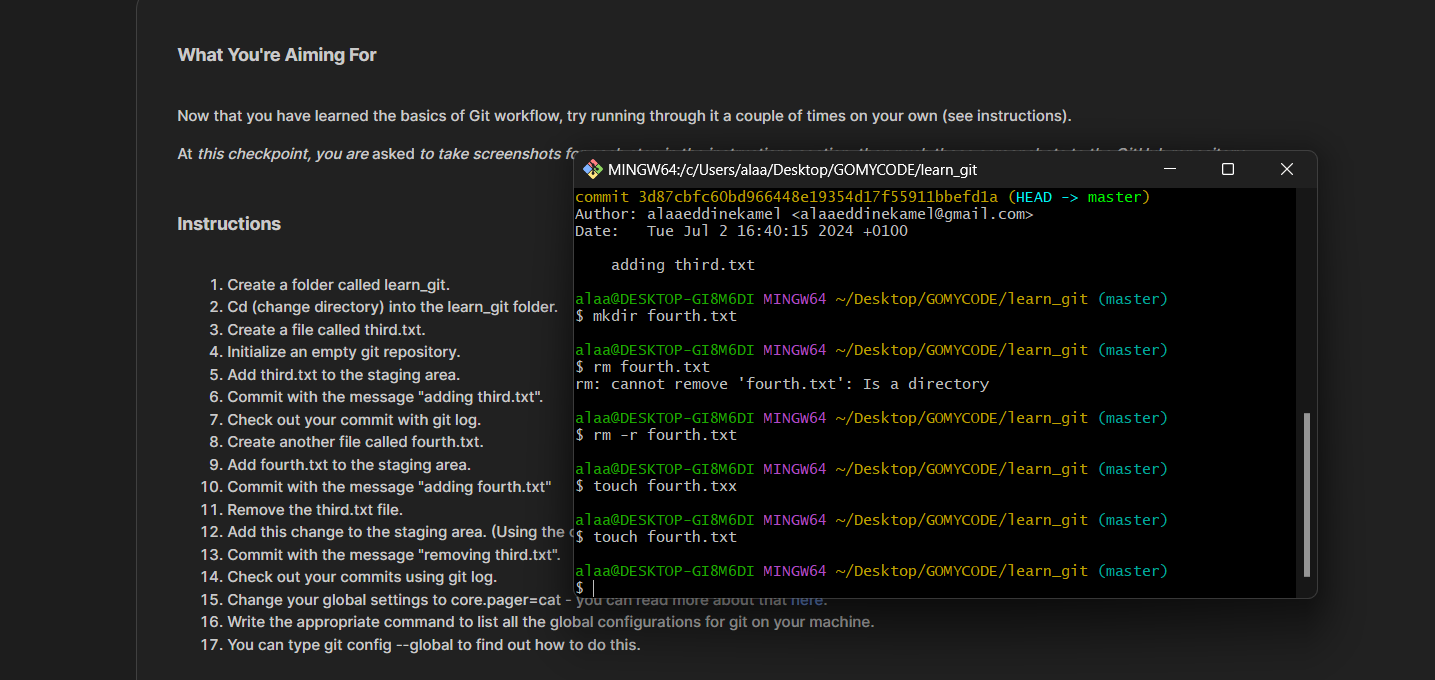 What You're Aiming For
Now that you have learned the basics of Git workflow, try running through it a couple of times on your own (see instructions).
At this checkpoint, you are asked to take screenshots
Instructions
1. Create a folder called learn_git.
2. Cd (change directory) into the learn_git folder.
3. Create a file called third.txt.
4. Initialize an empty git repository.
5. Add third.txt to the staging area.
6. Commit with the message "adding third.txt".
7. Check out your commit with git log.
8. Create another file called fourth.txt.
9. Add fourth.txt to the staging area.
10. Commit with the message "adding fourth.txt"
11. Remove the third.txt file.
12. Add this change to the staging area. (Using the
13. Commit with the message "removing third.txt".
14. Check out your commits using git log.
15. Change your global settings to core.pager=cat - you can read more about that here.
16. Write the appropriate command to list all the global configurations for git on your machine.
17. You can type git config --global to find out how to do this.
MINGW64:/c/Users/alaa/Desktop/GOMYCODE/learn_git
commit 3d87cbfc60bd966448e19354d17f55911bbefd1a (HEAD -> master)
Author: alaaeddinekamel <alaaeddinekamel@gmail.com>
Date:   Tue Jul 2 16:40:15 2024 +0100
adding third.txt
alaa@DESKTOP-GI8M6DI MINGW64 ~/Desktop/GOMYCODE/learn_git (master)
$ mkdir fourth.txt
alaa@DESKTOP-GI8M6DI MINGW64 ~/Desktop/GOMYCODE/learn_git (master)
$ rm fourth.txt
rm: cannot remove 'fourth.txt': Is a directory
alaa@DESKTOP-GI8M6DI MINGW64 ~/Desktop/GOMYCODE/learn_git (master)
$ rm -r fourth.txt
alaa@DESKTOP-GI8M6DI MINGW64 ~/Desktop/GOMYCODE/learn_git (master)
$ touch fourth.txx
alaa@DESKTOP-GI8M6DI MINGW64 ~/Desktop/GOMYCODE/learn_git (master)
$ touch fourth.txt
alaa@DESKTOP-GI8M6DI MINGW64 ~/Desktop/GOMYCODE/learn_git (master)
$